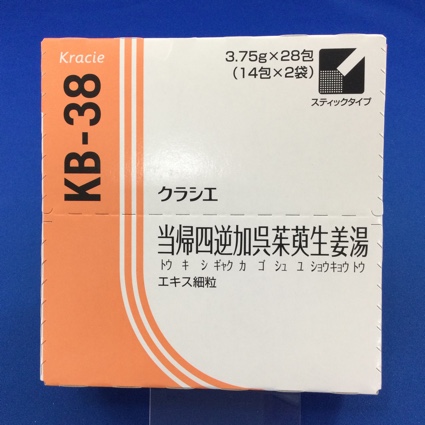 Kracie
KB-38
3.75g×28包
(14包×2袋)
スティックタイプ
クラシエ
当帰四逆加呉茱萸生姜湯
トウ キ シ ギャク カ ゴ シュ ユ ショウキョウ トウ
エキス細粒